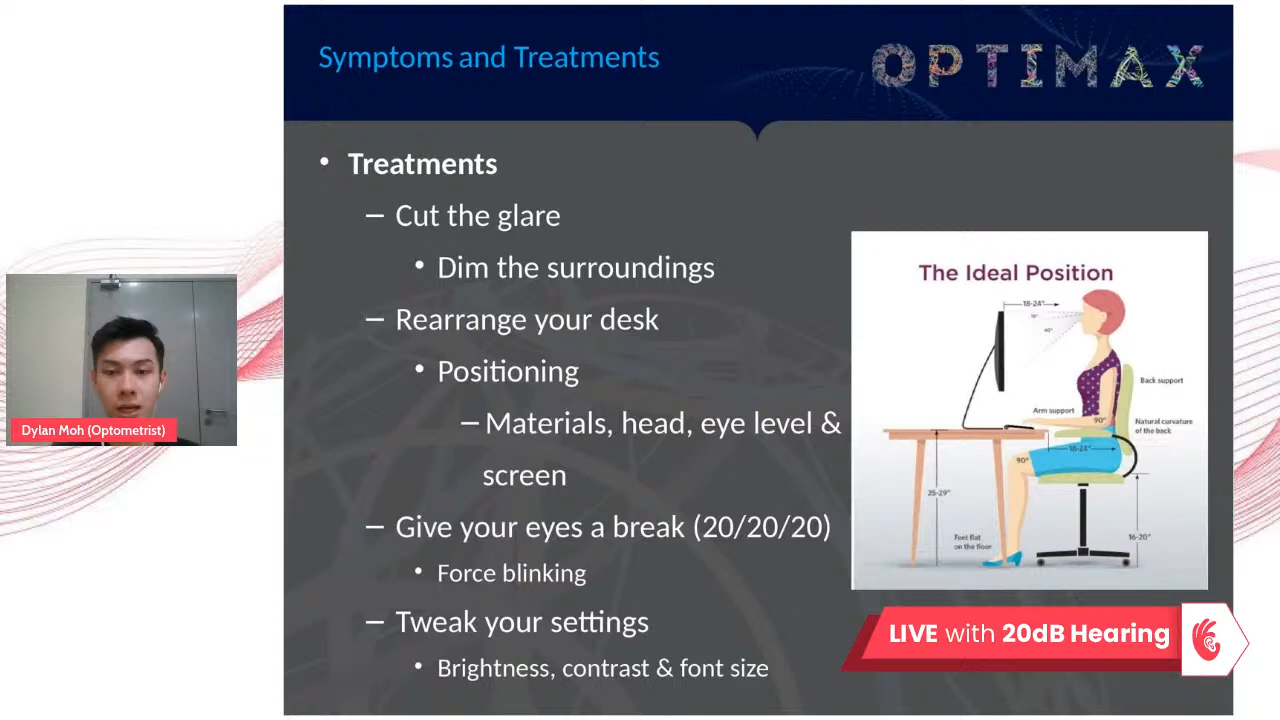 Symptoms and Treatments
OPTIMAX
• Treatments
– Cut the glare
• Dim the surroundings
– Rearrange your desk
• Positioning
– Materials, head, eye level &
screen
– Give your eyes a break (20/20/20)
• Force blinking
– Tweak your settings
• Brightness, contrast & font size
The Ideal Position
18-24"
40°
Back support
Arm support
90°
Natural curvature
of the back
18-24"
90°
25-29"
16-20"
Feet flat
on the floor
Dylan Moh (Optometrist)
LIVE with 20dB Hearing